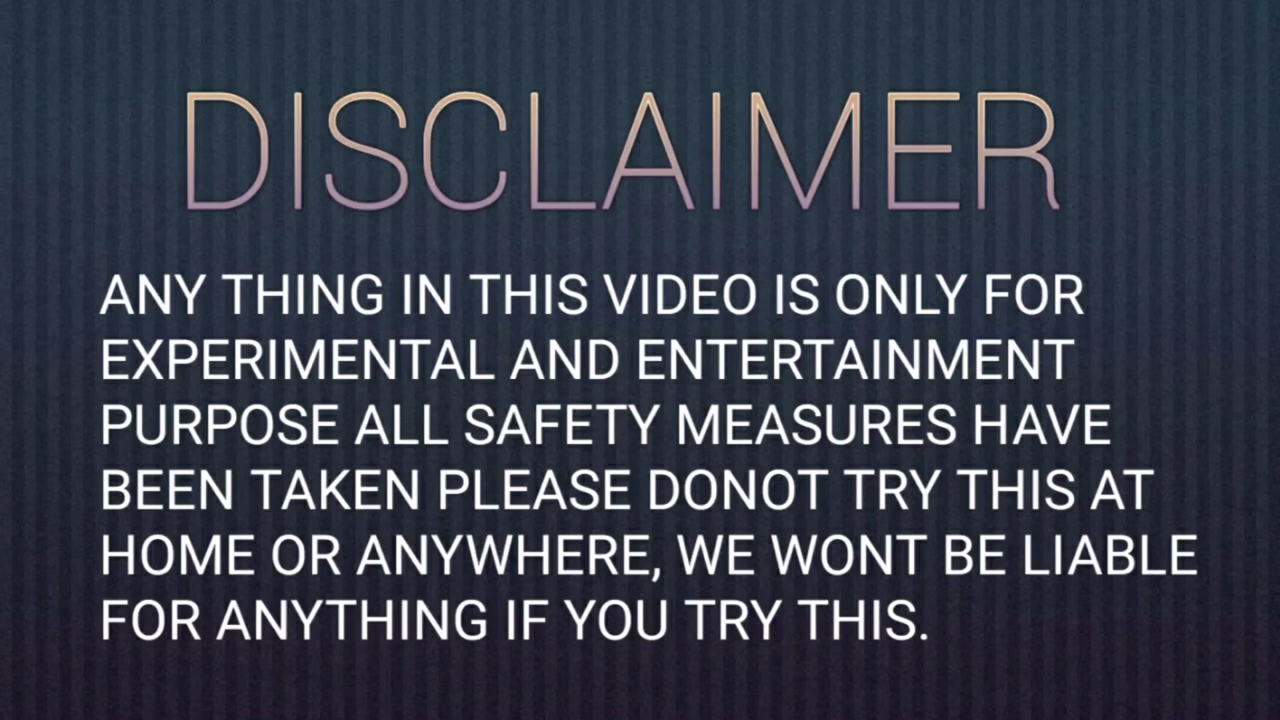 DISCLAIMER
ANY THING IN THIS VIDEO IS ONLY FOR
EXPERIMENTAL AND ENTERTAINMENT
PURPOSE ALL SAFETY MEASURES HAVE
BEEN TAKEN PLEASE DONOT TRY THIS AT
HOME OR ANYWHERE, WE WONT BE LIABLE
FOR ANYTHING IF YOU TRY THIS.